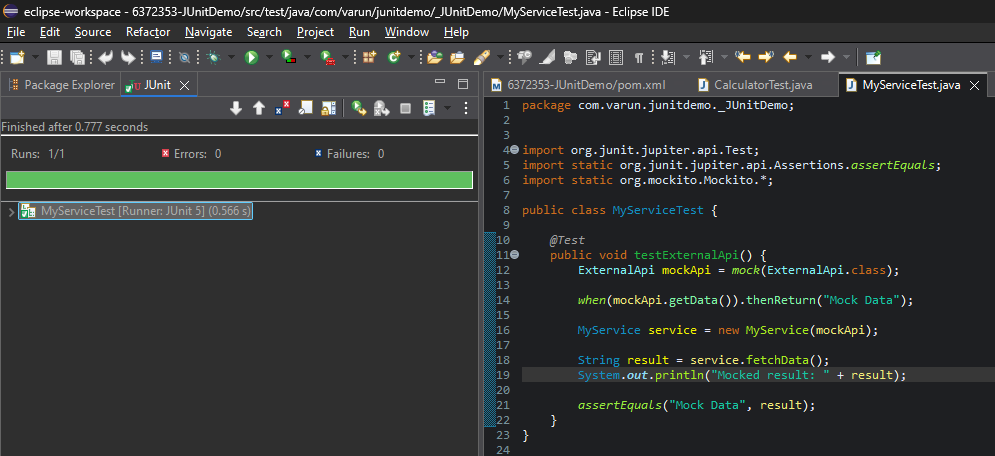 eclipse-workspace - 6372353-JUnitDemo/src/test/java/com/varun/junitdemo/_JUnitDemo/MyServiceTest.java - Eclipse IDE
File Edit Source Refactor Navigate Search Project Run Window Help
Package Explorer JUnit
Finished after 0.777 seconds
Runs: 1/1 Errors: 0 Failures: 0
MyServiceTest [Runner: JUnit 5] (0.566 s)
6372353-JUnitDemo/pom.xml CalculatorTest.java MyServiceTest.java
1 package com.varun.junitdemo._JUnitDemo;
2
3
4 import org.junit.jupiter.api.Test;
5 import static org.junit.jupiter.api.Assertions.assertEquals;
6 import static org.mockito.Mockito.*;
7
8 public class MyServiceTest {
9
10 @Test
11 public void testExternalApi() {
12 ExternalApi mockApi = mock(ExternalApi.class);
13
14 when(mockApi.getData()).thenReturn("Mock Data");
15
16 MyService service = new MyService(mockApi);
17
18 String result = service.fetchData();
19 System.out.println("Mocked result: " + result);
20
21 assertEquals("Mock Data", result);
22 }
23 }
24